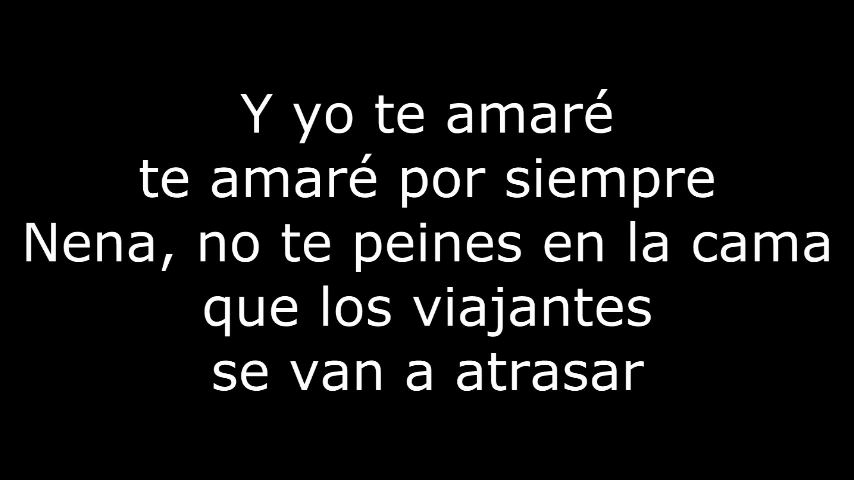 Y yo te amaré
te amaré por siempre
Nena, no te peines en la cama
que los viajantes
se van a atrasar